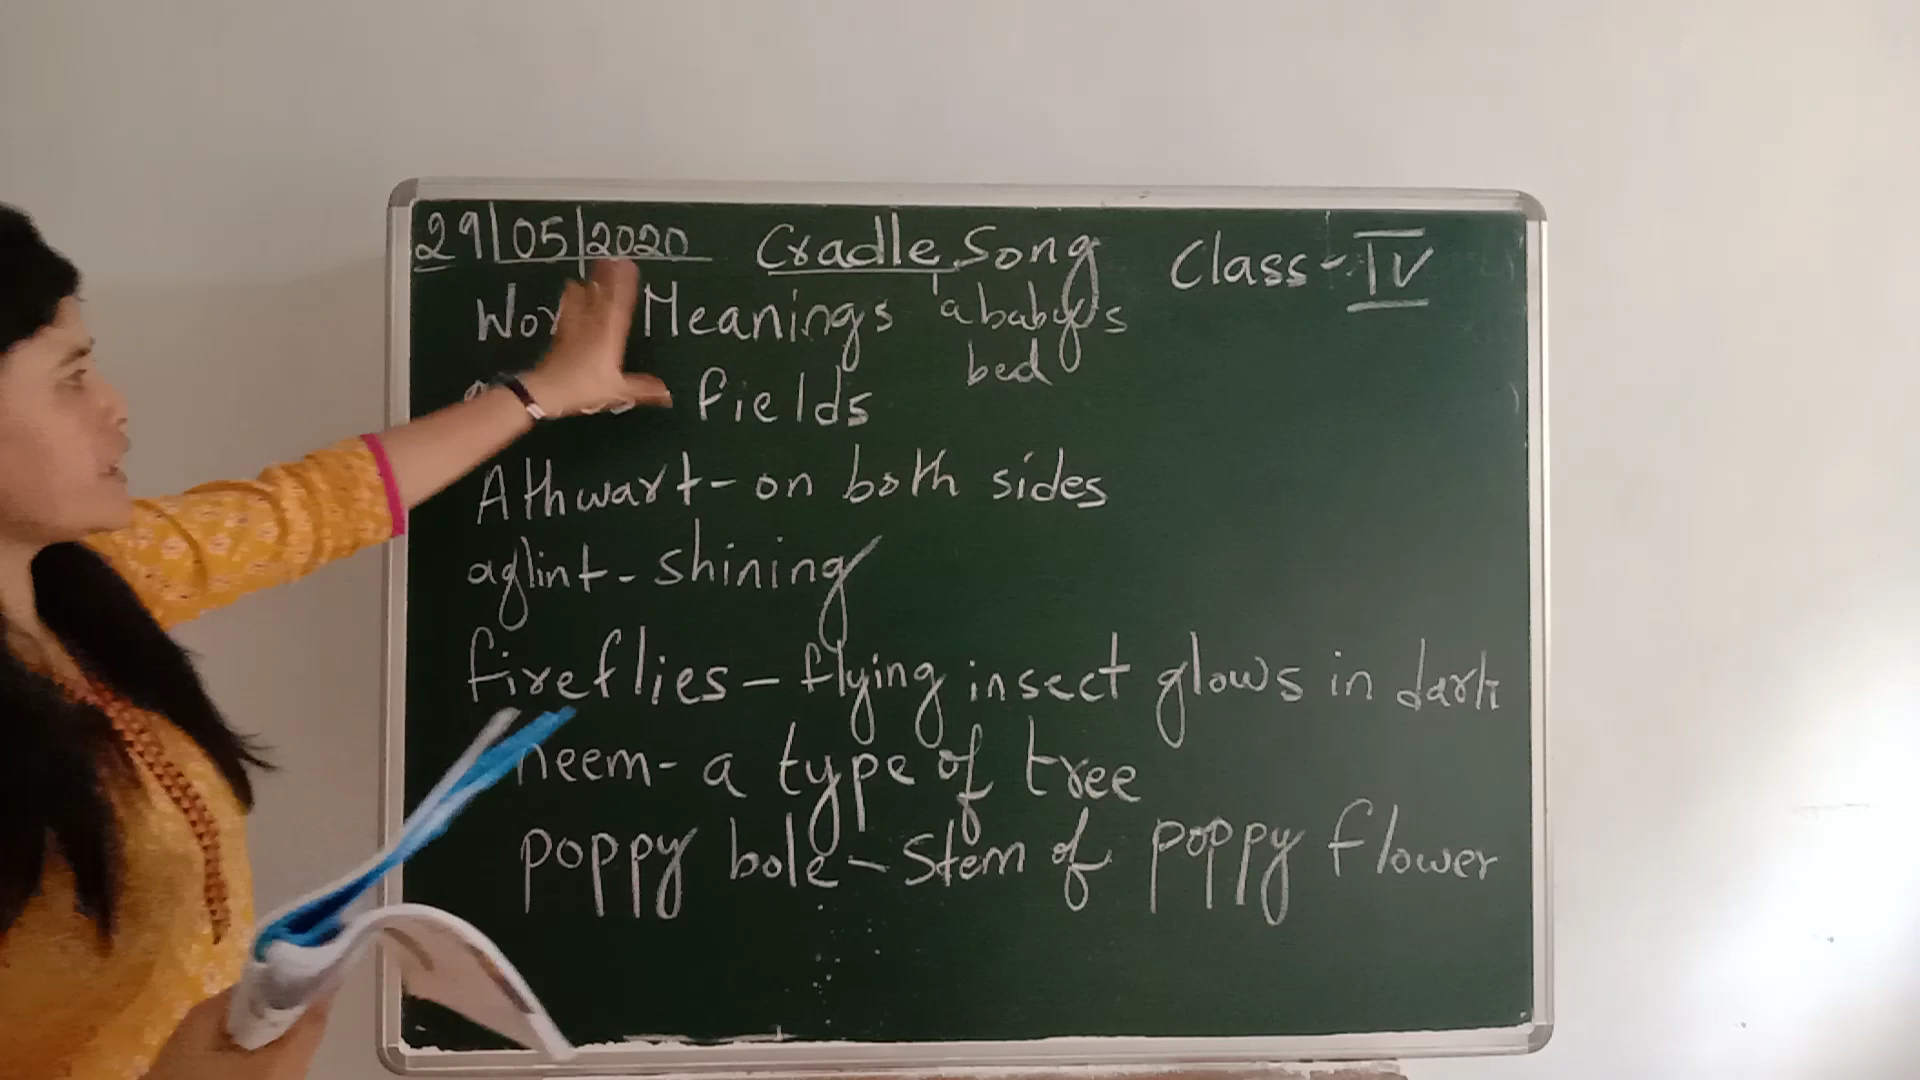 29/05/2020 Cradle Song Class-IV
Meanings a baby's
bed
fields
Athwart- on both sides
aglint- shining
fireflies- flying insect glows in dark
neem- a type of tree
poppy bole- Stem of poppy flower